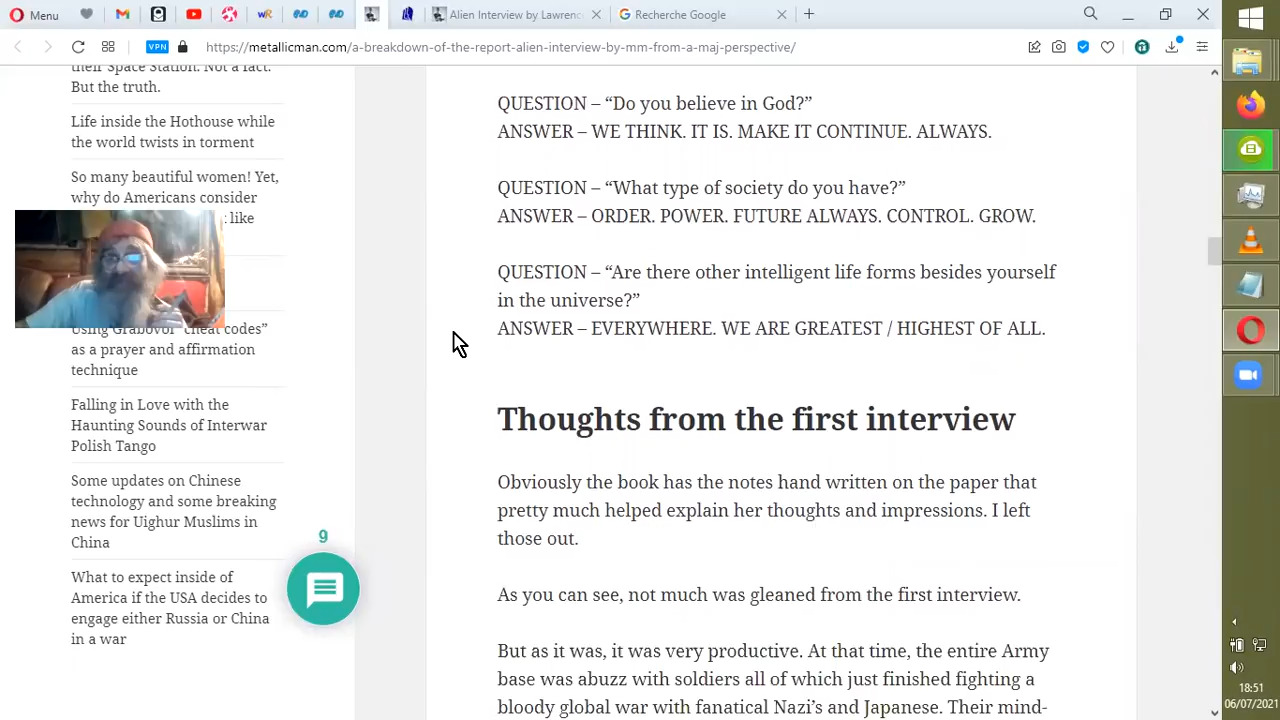 Menu
Alien Interview by Lawrenc
Recherche Google
VPN
https://metallicman.com/a-breakdown-of-the-report-alien-interview-by-mm-from-a-maj-perspective/
their Space Station. Not a fact.
But the truth.
Life inside the Hothouse while
the world twists in torment
So many beautiful women! Yet,
why do Americans consider
like
Using Grabovoi “cheat codes”
as a prayer and affirmation
technique
Falling in Love with the
Haunting Sounds of Interwar
Polish Tango
Some updates on Chinese
technology and some breaking
news for Uighur Muslims in
China
What to expect inside of
America if the USA decides to
engage either Russia or China
in a war
9
QUESTION – “Do you believe in God?”
ANSWER – WE THINK. IT IS. MAKE IT CONTINUE. ALWAYS.
QUESTION – “What type of society do you have?”
ANSWER – ORDER. POWER. FUTURE ALWAYS. CONTROL. GROW.
QUESTION – “Are there other intelligent life forms besides yourself
in the universe?”
ANSWER – EVERYWHERE. WE ARE GREATEST / HIGHEST OF ALL.
Thoughts from the first interview
Obviously the book has the notes hand written on the paper that
pretty much helped explain her thoughts and impressions. I left
those out.
As you can see, not much was gleaned from the first interview.
But as it was, it was very productive. At that time, the entire Army
base was abuzz with soldiers all of which just finished fighting a
bloody global war with fanatical Nazi’s and Japanese. Their mind-
18:51
06/07/2021